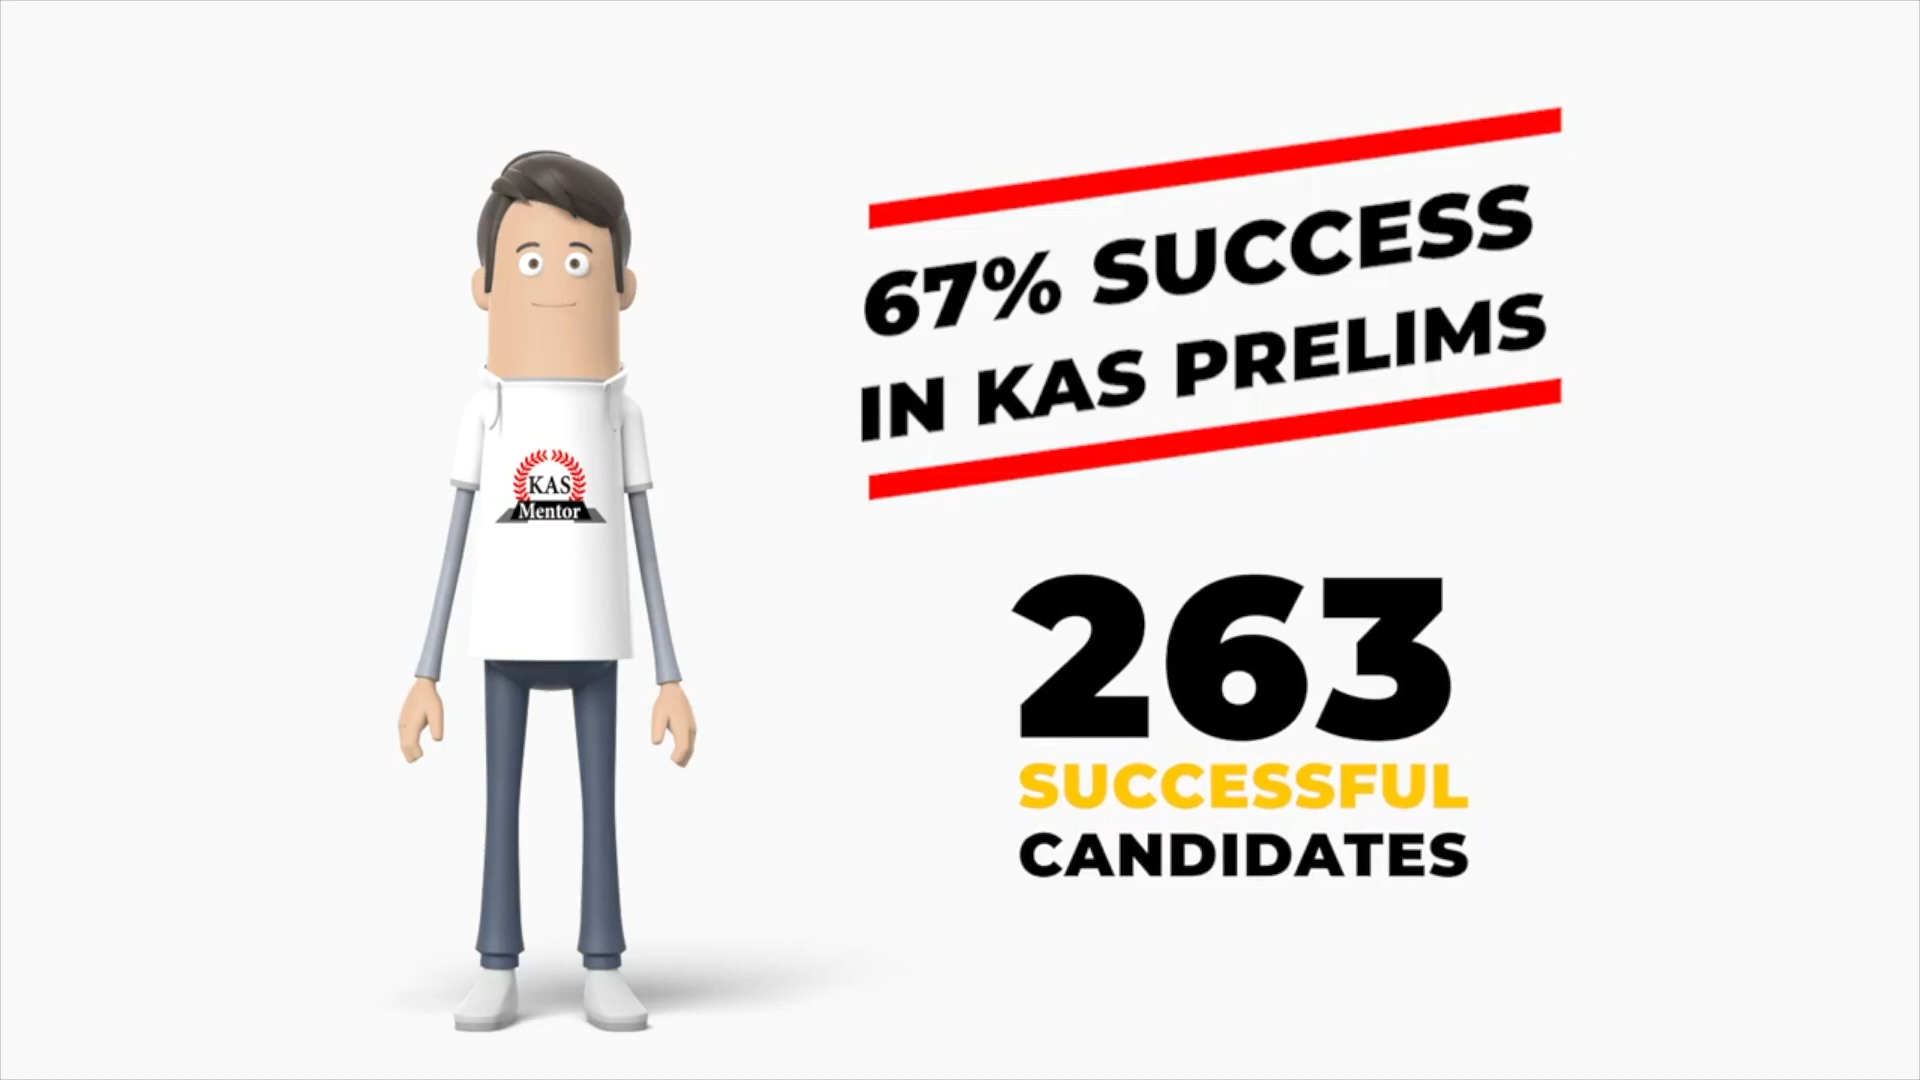 67% SUCCESS
IN KAS PRELIMS
KAS
Mentor
263
SUCCESSFUL
CANDIDATES